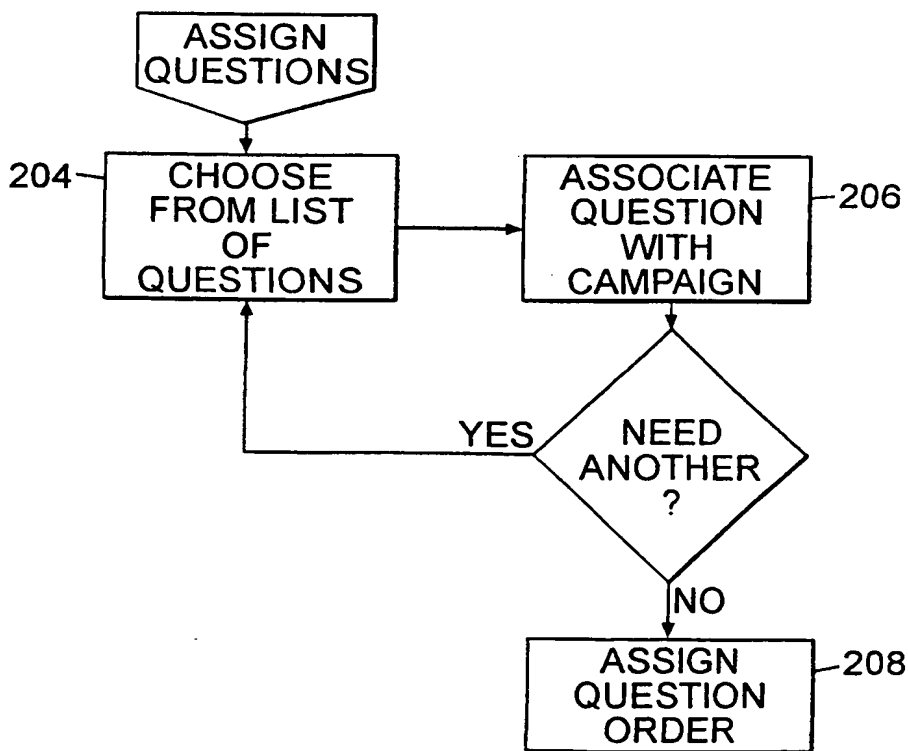 ASSIGN
QUESTIONS
204
CHOOSE
FROM LIST
OF
QUESTIONS
ASSOCIATE
QUESTION
WITH
CAMPAIGN
206
YES
NEED
ANOTHER
?
NO
ASSIGN
QUESTION
ORDER
208